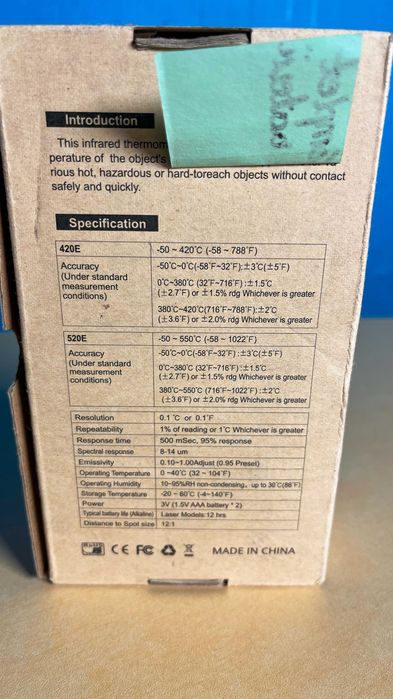 Introduction
This infrared thermom
perature of the object's
rious hot, hazardous or hard-toreach objects without contact
safely and quickly.
Specification
420E -50 ~ 420℃ (-58 ~ 788℉)
Accuracy
(Under standard
measurement
conditions)
-50℃~0℃(-58℉~32℉):±3℃(±5℉)
0℃~380℃ (32℉~716℉) :±1.5℃
(±2.7℉) or ±1.5% rdg Whichever is greater
380℃~420℃(716℉~788℉):±2℃
(±3.6℉) or ±2.0% rdg Whichever is greater
520E -50 ~ 550℃ (-58 ~ 1022℉)
Accuracy
(Under standard
measurement
conditions)
-50℃~0℃(-58℉~32℉) :±3℃(±5℉)
0℃~380℃ (32℉~716℉) :±1.5℃
(±2.7℉) or ±1.5% rdg Whichever is greater
380℃~550℃ (716℉~1022℉):±2℃
(±3.6℉) or ±2.0% rdg Whichever is greater
Resolution 0.1 ℃ or 0.1℉
Repeatability 1% of reading or 1℃ Whichever is greater
Response time 500 mSec, 95% response
Spectral response 8-14 um
Emissivity 0.10~1.00Adjust (0.95 Preset)
Operating Temperature 0 ~40℃ (32 ~ 104℉)
Operating Humidity 10~95%RH non-condensing, up to 30℃(86℉)
Storage Temperature -20 ~ 60℃ (-4~140℉)
Power 3V (1.5V AAA battery * 2)
Typical battery life (Alkaline) Laser Models:12 hrs
Distance to Spot size 12:1
RoHS CE FC MADE IN CHINA